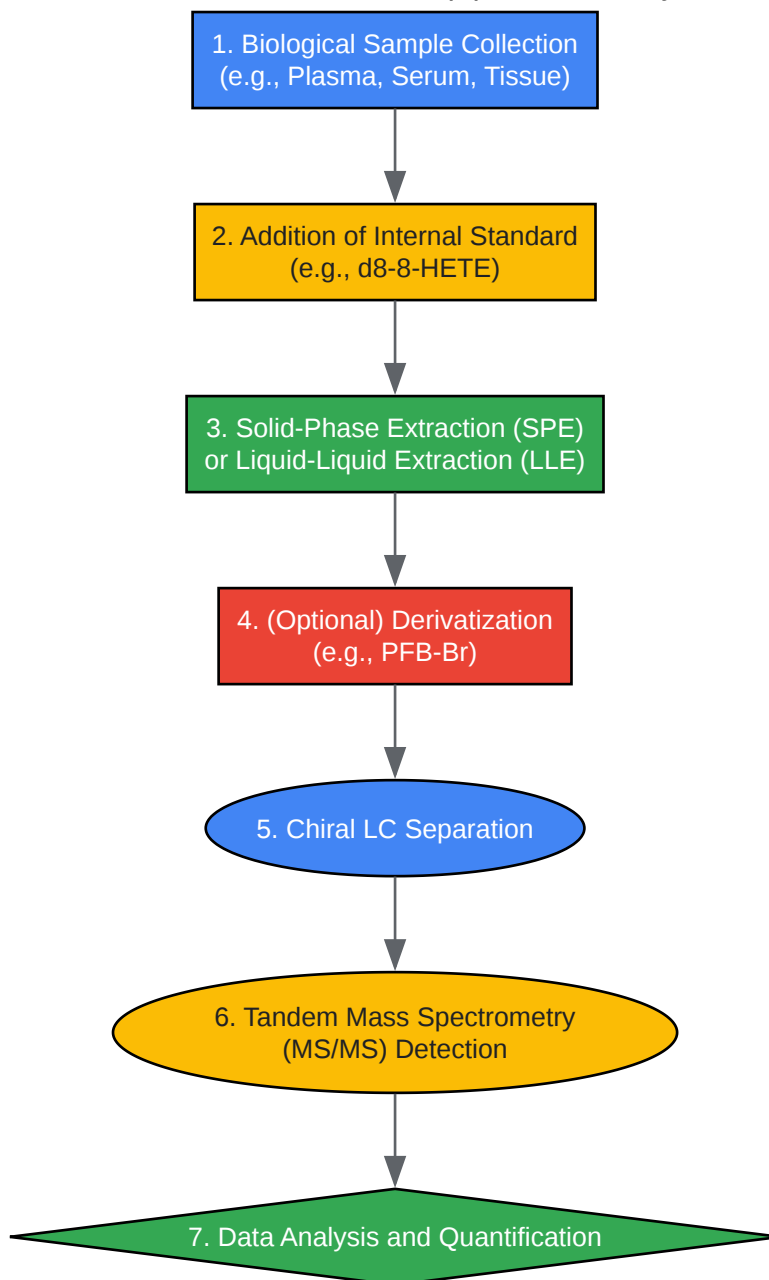 1. Biological Sample Collection
(e.g., Plasma, Serum, Tissue)
2. Addition of Internal Standard
(e.g., d8-8-HETE)
3. Solid-Phase Extraction (SPE)
or Liquid-Liquid Extraction (LLE)
4. (Optional) Derivatization
(e.g., PFB-Br)
5. Chiral LC Separation
6. Tandem Mass Spectrometry
(MS/MS) Detection
7. Data Analysis and Quantification